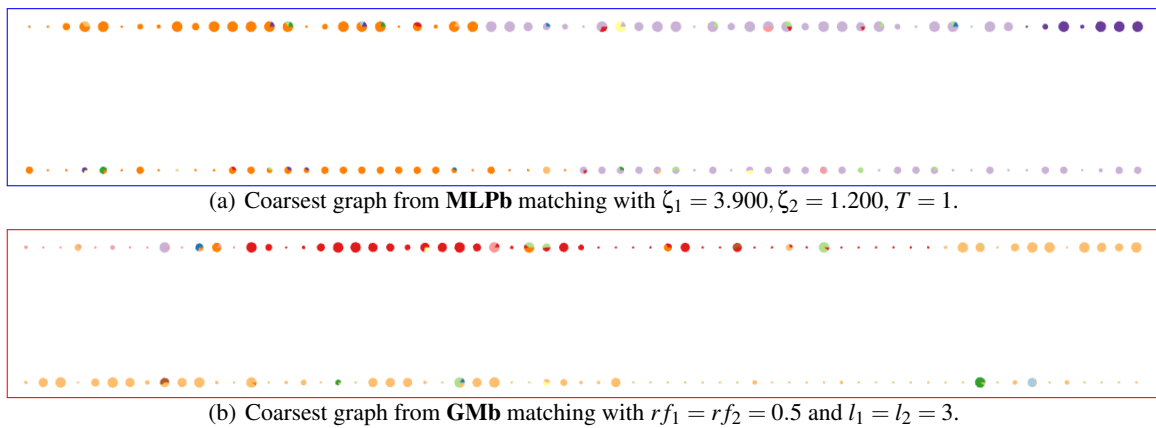 (a) Coarsest graph from MLPb matching with ζ₁ = 3.900, ζ₂ = 1.200, T = 1.
(b) Coarsest graph from GMb matching with rf₁ = rf₂ = 0.5 and l₁ = l₂ = 3.